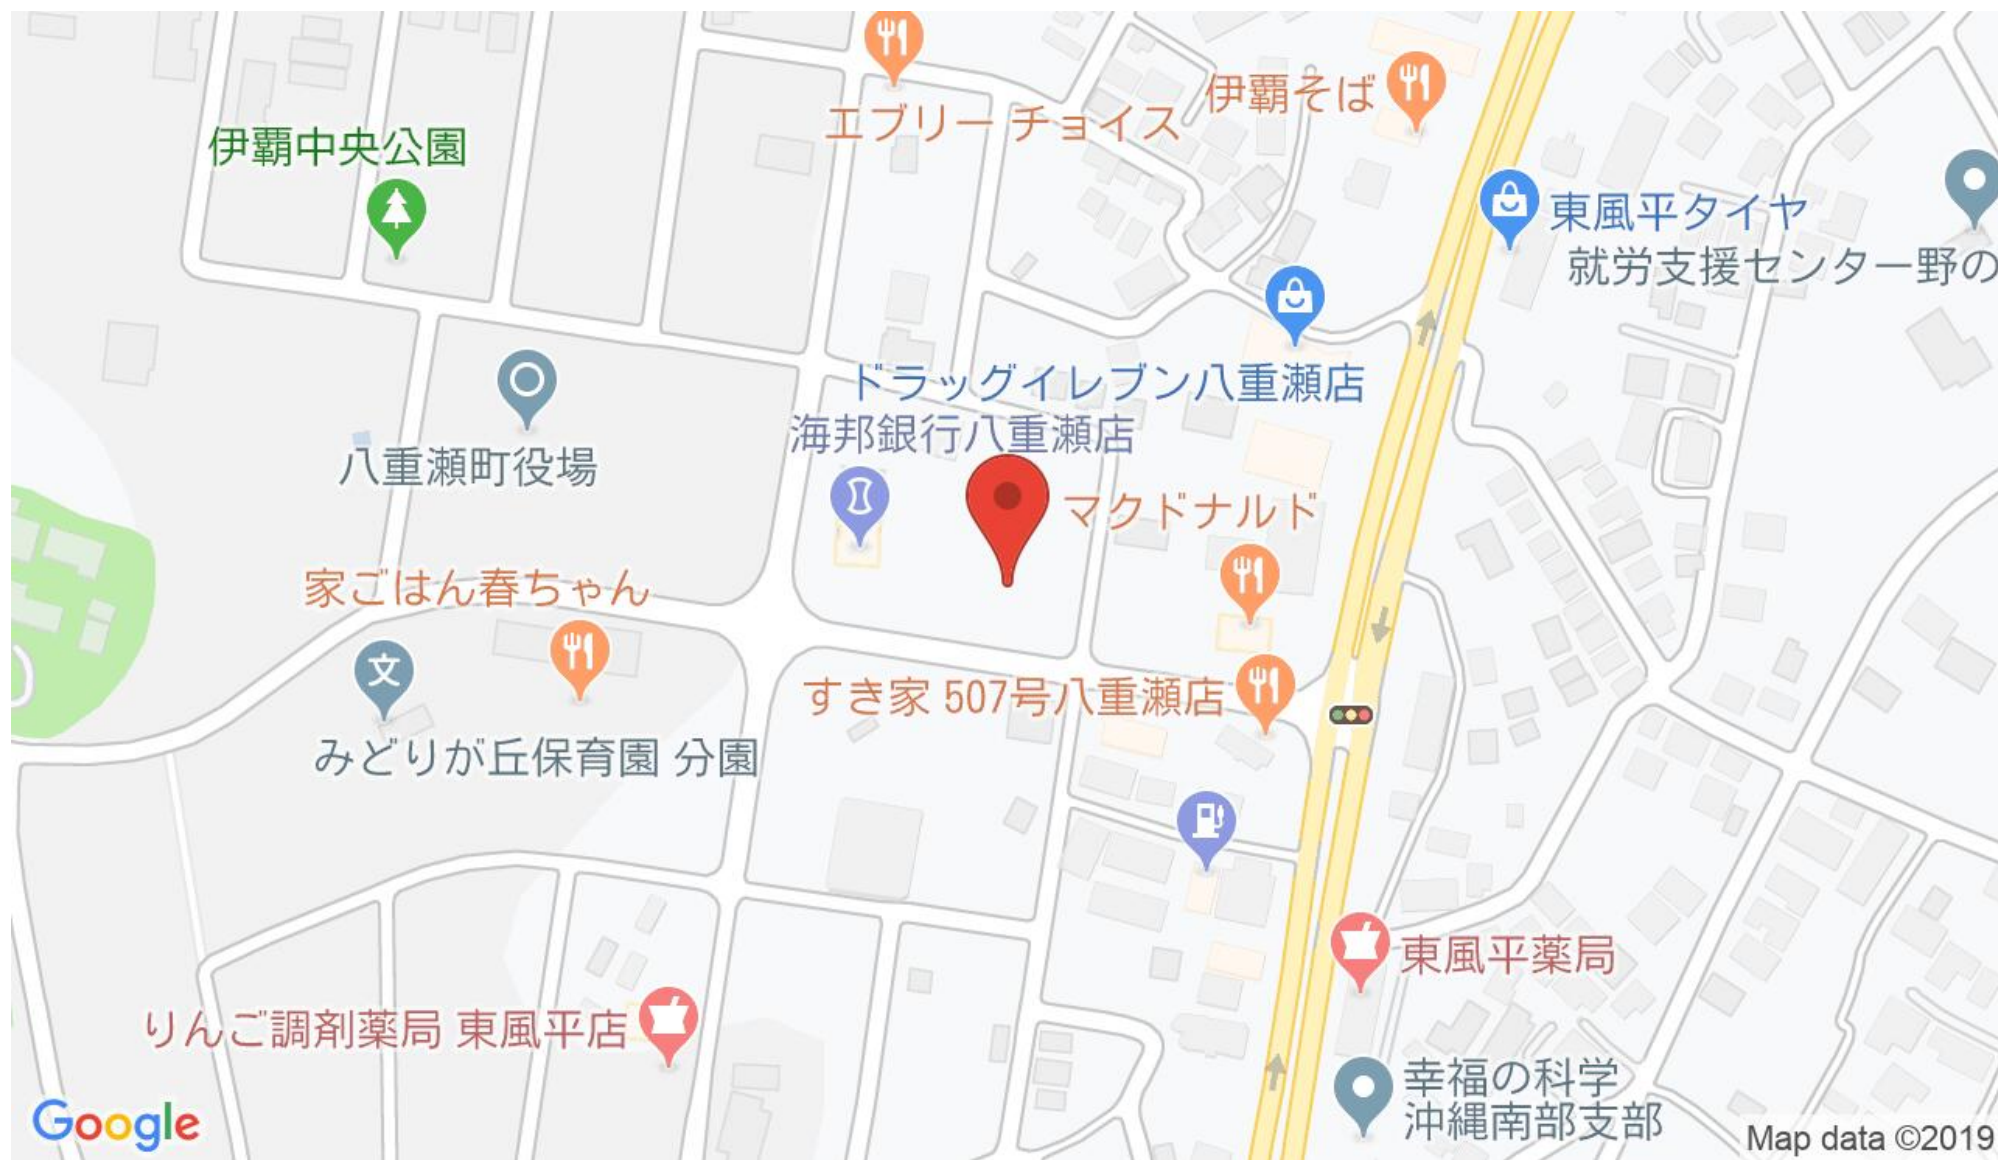 エブリー チョイス
伊覇そば
伊覇中央公園
東風平タイヤ
就労支援センター野の
ドラッグイレブン八重瀬店
海邦銀行八重瀬店
八重瀬町役場
マクドナルド
家ごはん春ちゃん
文
すき家 507号八重瀬店
みどりが丘保育園 分園
東風平薬局
りんご調剤薬局 東風平店
幸福の科学
沖縄南部支部
Google
Map data ©2019